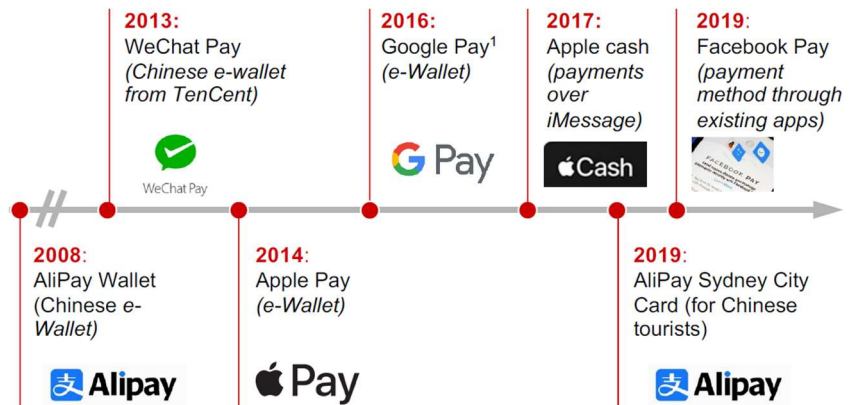 2013:
WeChat Pay
(Chinese e-wallet
from TenCent)
WeChat Pay
2016:
Google Pay1
(e-Wallet)
G Pay
2017:
Apple cash
(payments
over
iMessage)
Cash
2019:
Facebook Pay
(payment
method through
existing apps)
FACEBOOK PAY
2008:
AliPay Wallet
(Chinese e-
Wallet)
支 Alipay
2014:
Apple Pay
(e-Wallet)
Pay
2019:
AliPay Sydney City
Card (for Chinese
tourists)
支 Alipay